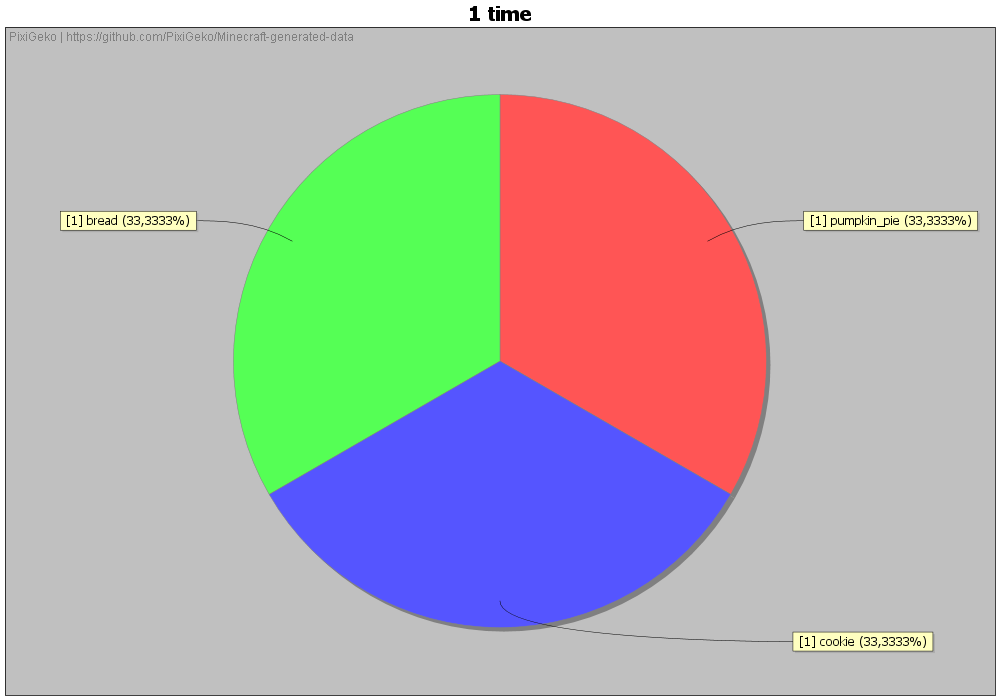 1 time
PixiGeko | https://github.com/PixiGeko/Minecraft-generated-data
[1] bread (33,3333%)
[1] pumpkin_pie (33,3333%)
[1] cookie (33,3333%)